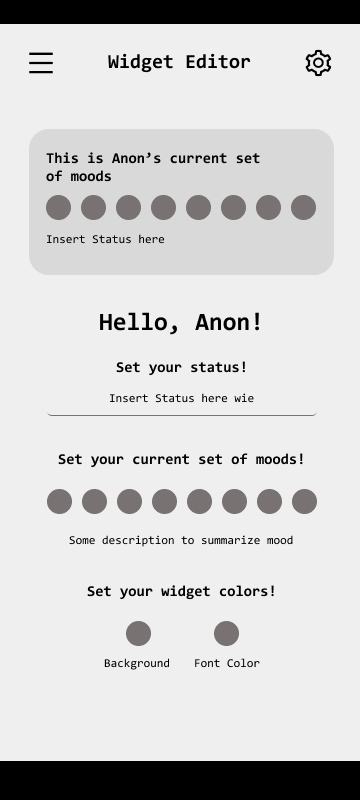 Widget Editor
This is Anon’s current set
of moods
Insert Status here
Hello, Anon!
Set your status!
Insert Status here wie
Set your current set of moods!
Some description to summarize mood
Set your widget colors!
Background Font Color